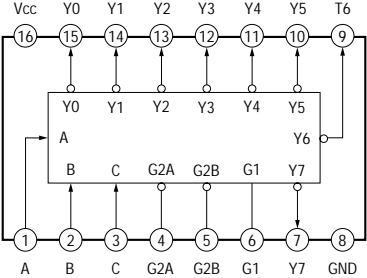 Vcc Y0 Y1 Y2 Y3 Y4 Y5 T6
16 15 14 13 12 11 10 9
Y0 Y1 Y2 Y3 Y4 Y5
A Y6
B C G2A G2B G1 Y7
1 2 3 4 5 6 7 8
A B C G2A G2B G1 Y7 GND